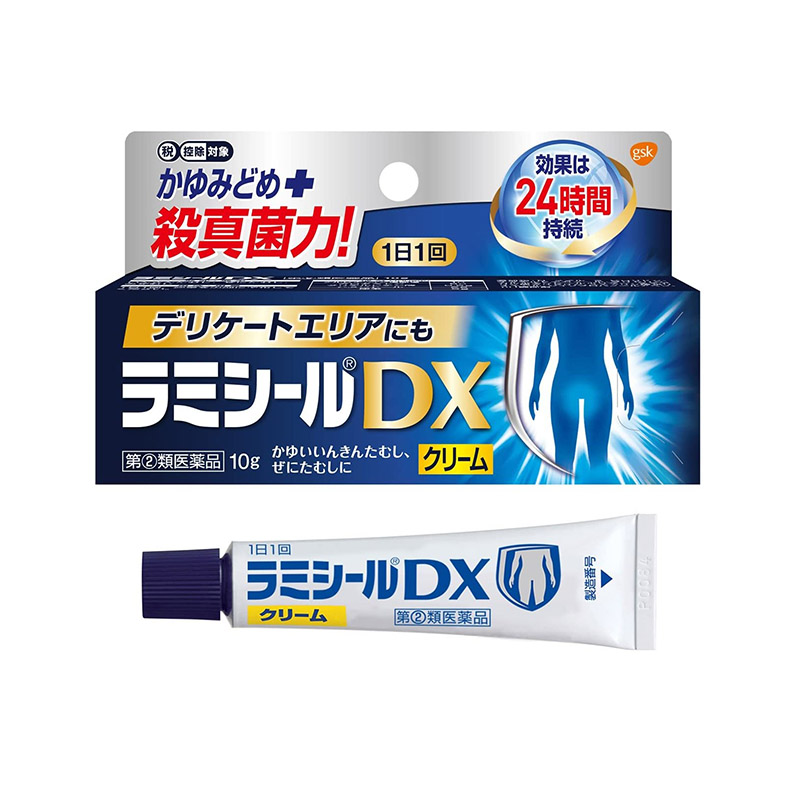 税 控除 対象
かゆみどめ+
殺真菌力!
1日1回
gsk
効果は
24時間
持続
デリケートエリアにも
ラミシール®DX
第②類医薬品 10g
かゆいいんきんたむし、
ぜにたむしに
クリーム
1日1回
ラミシール®DX
クリーム
第②類医薬品
製造番号